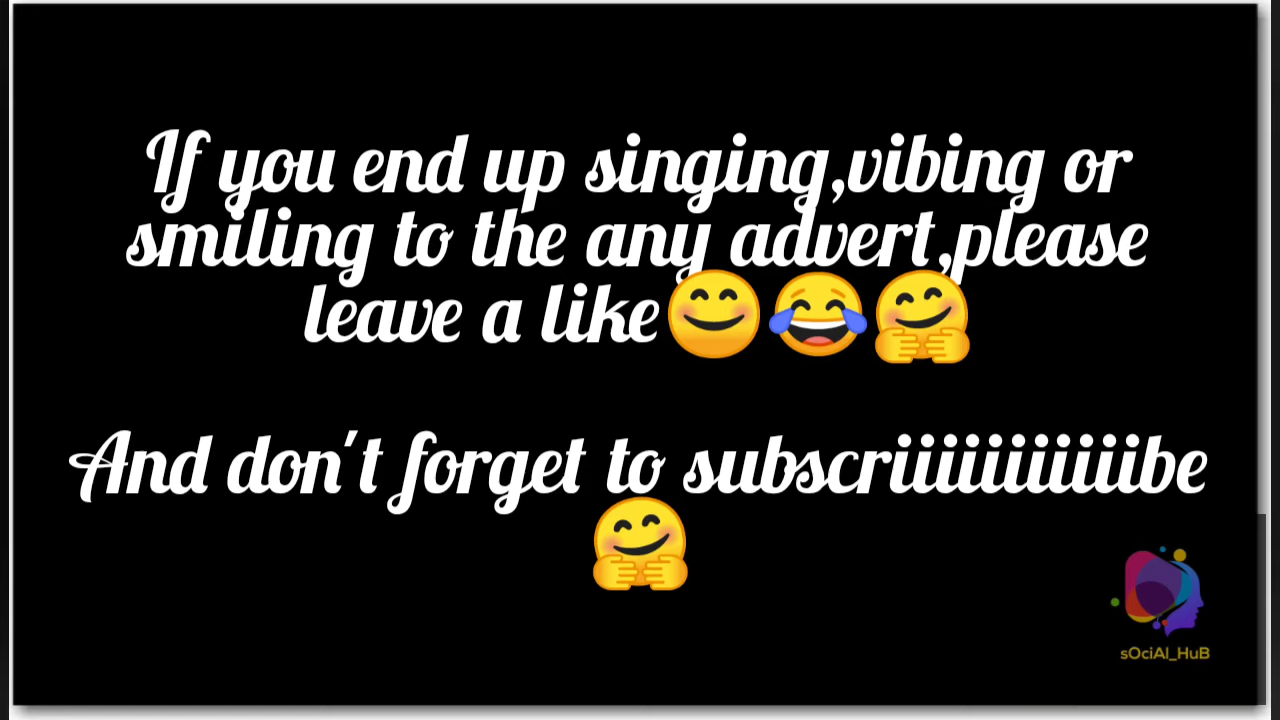 If you end up singing,vibing or
smiling to the any advert,please
leave a like😊😂🤗
And don't forget to subscriiiiiiiiiiibe
🤗
sOciAl_HuB